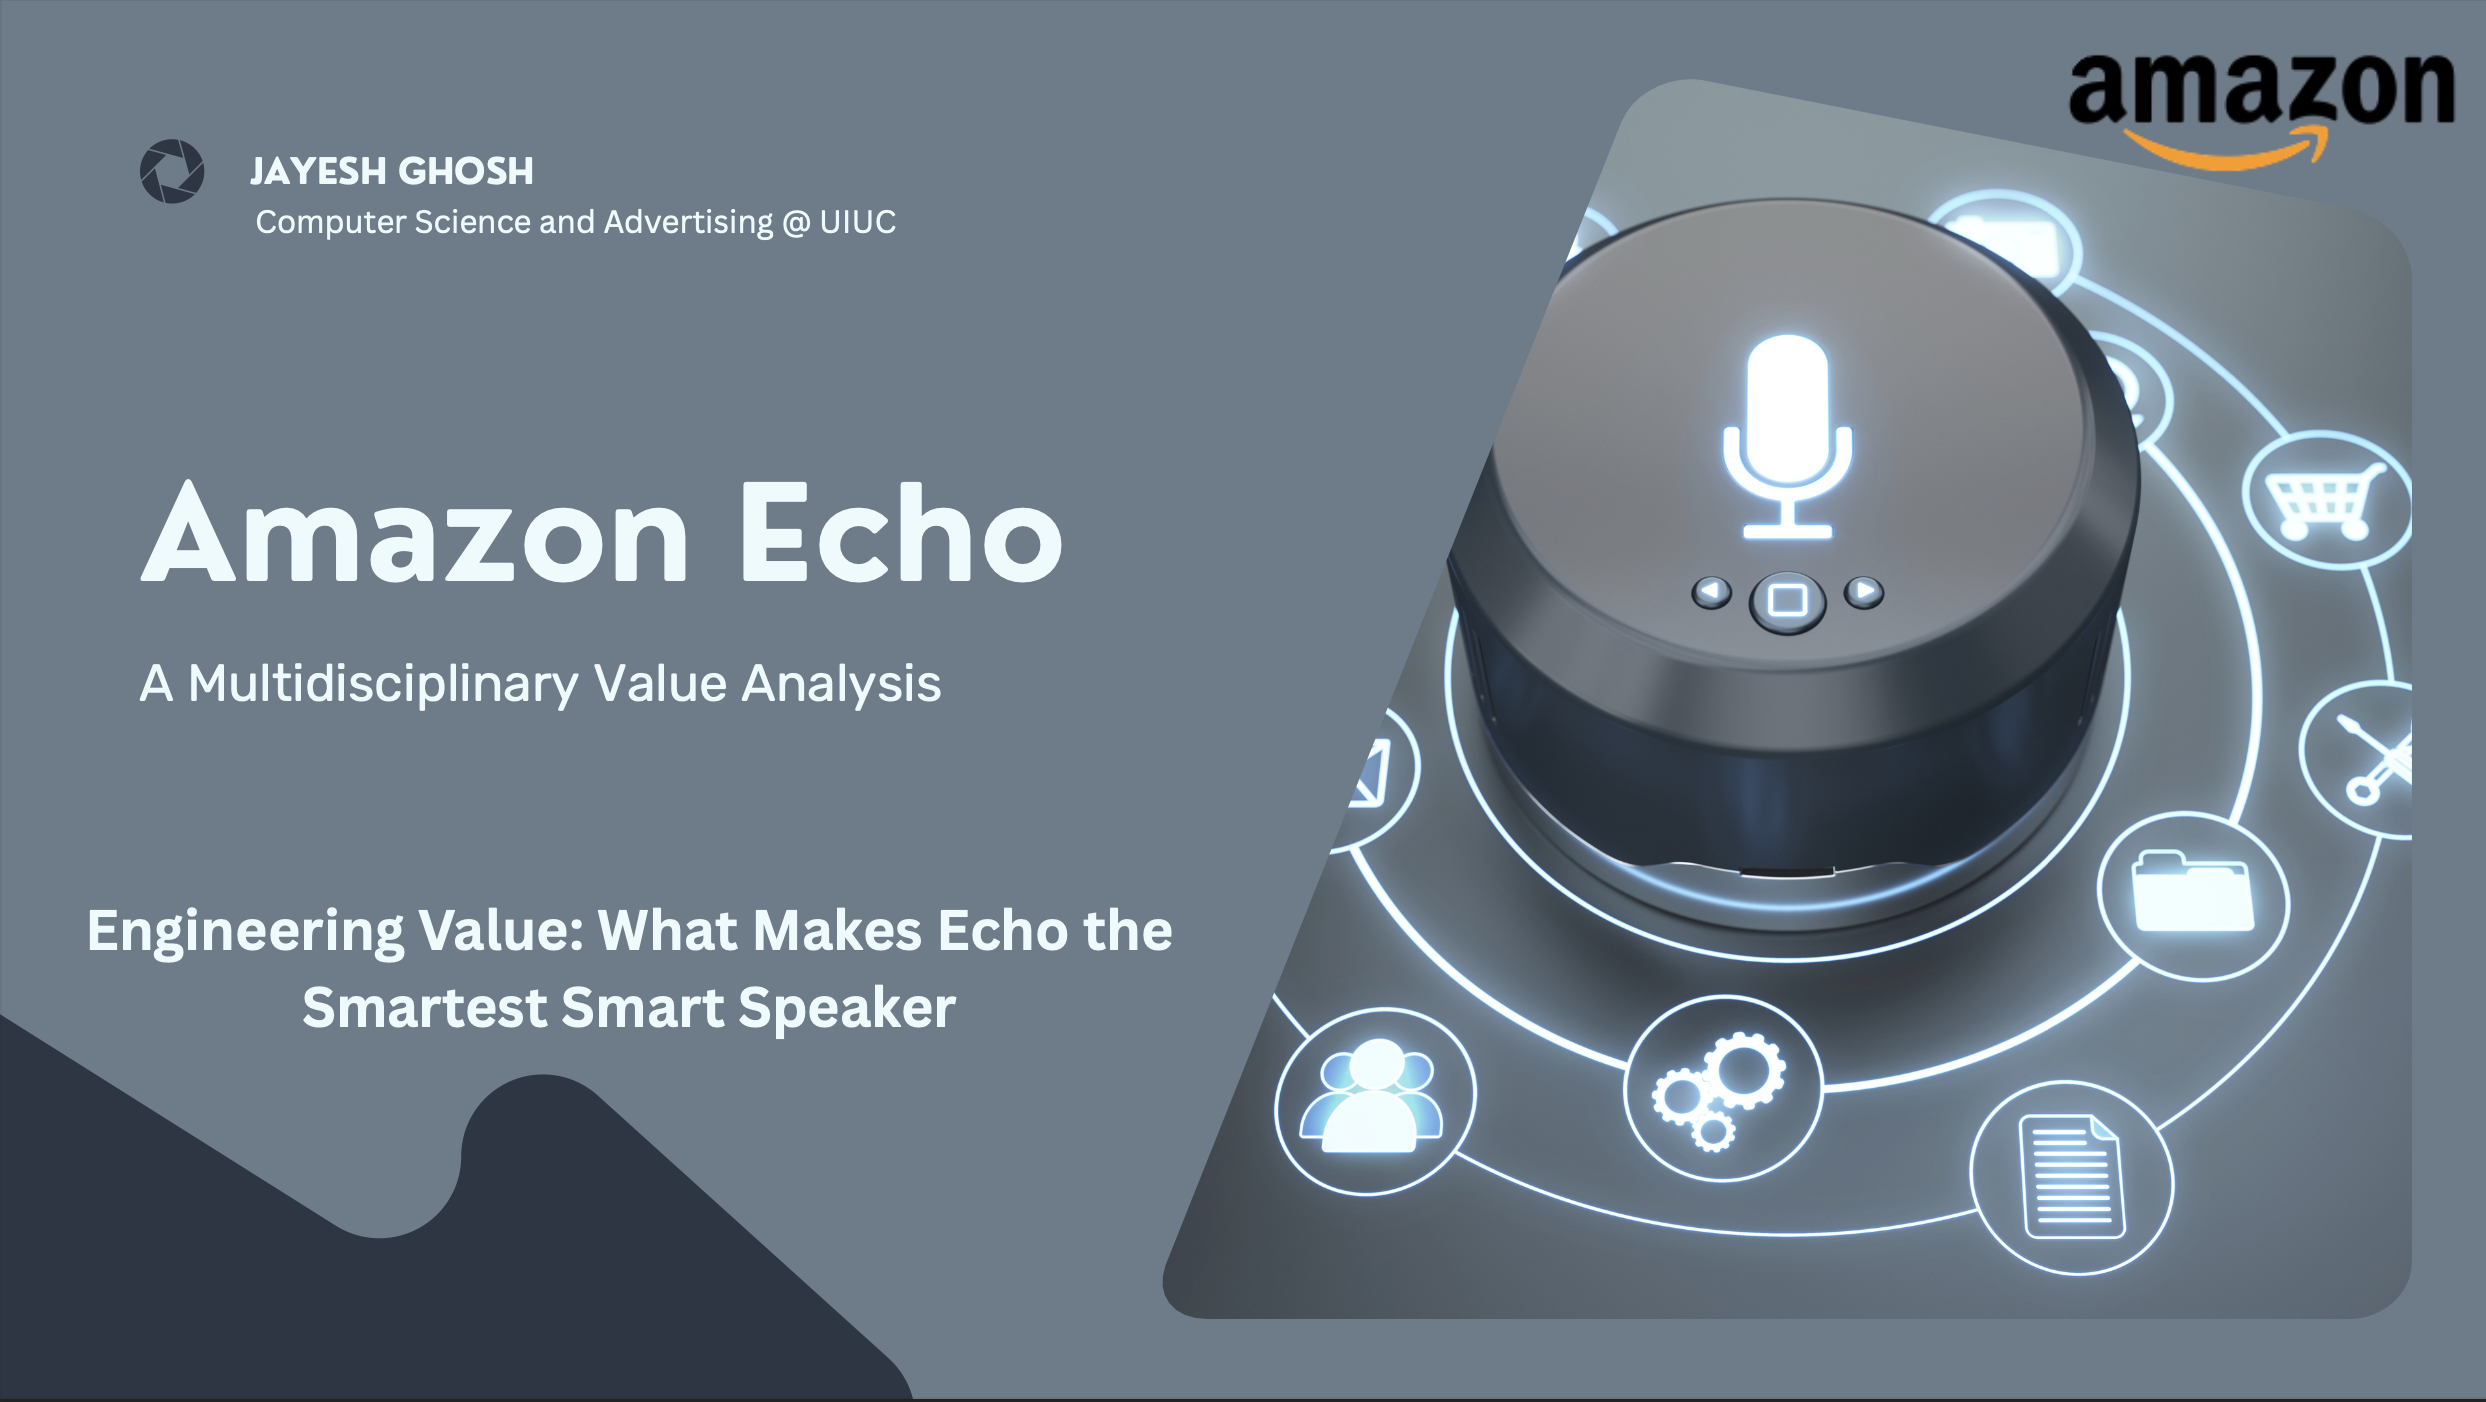 amazon
JAYESH GHOSH
Computer Science and Advertising @ UIUC
Amazon Echo
A Multidisciplinary Value Analysis
Engineering Value: What Makes Echo the
Smartest Smart Speaker